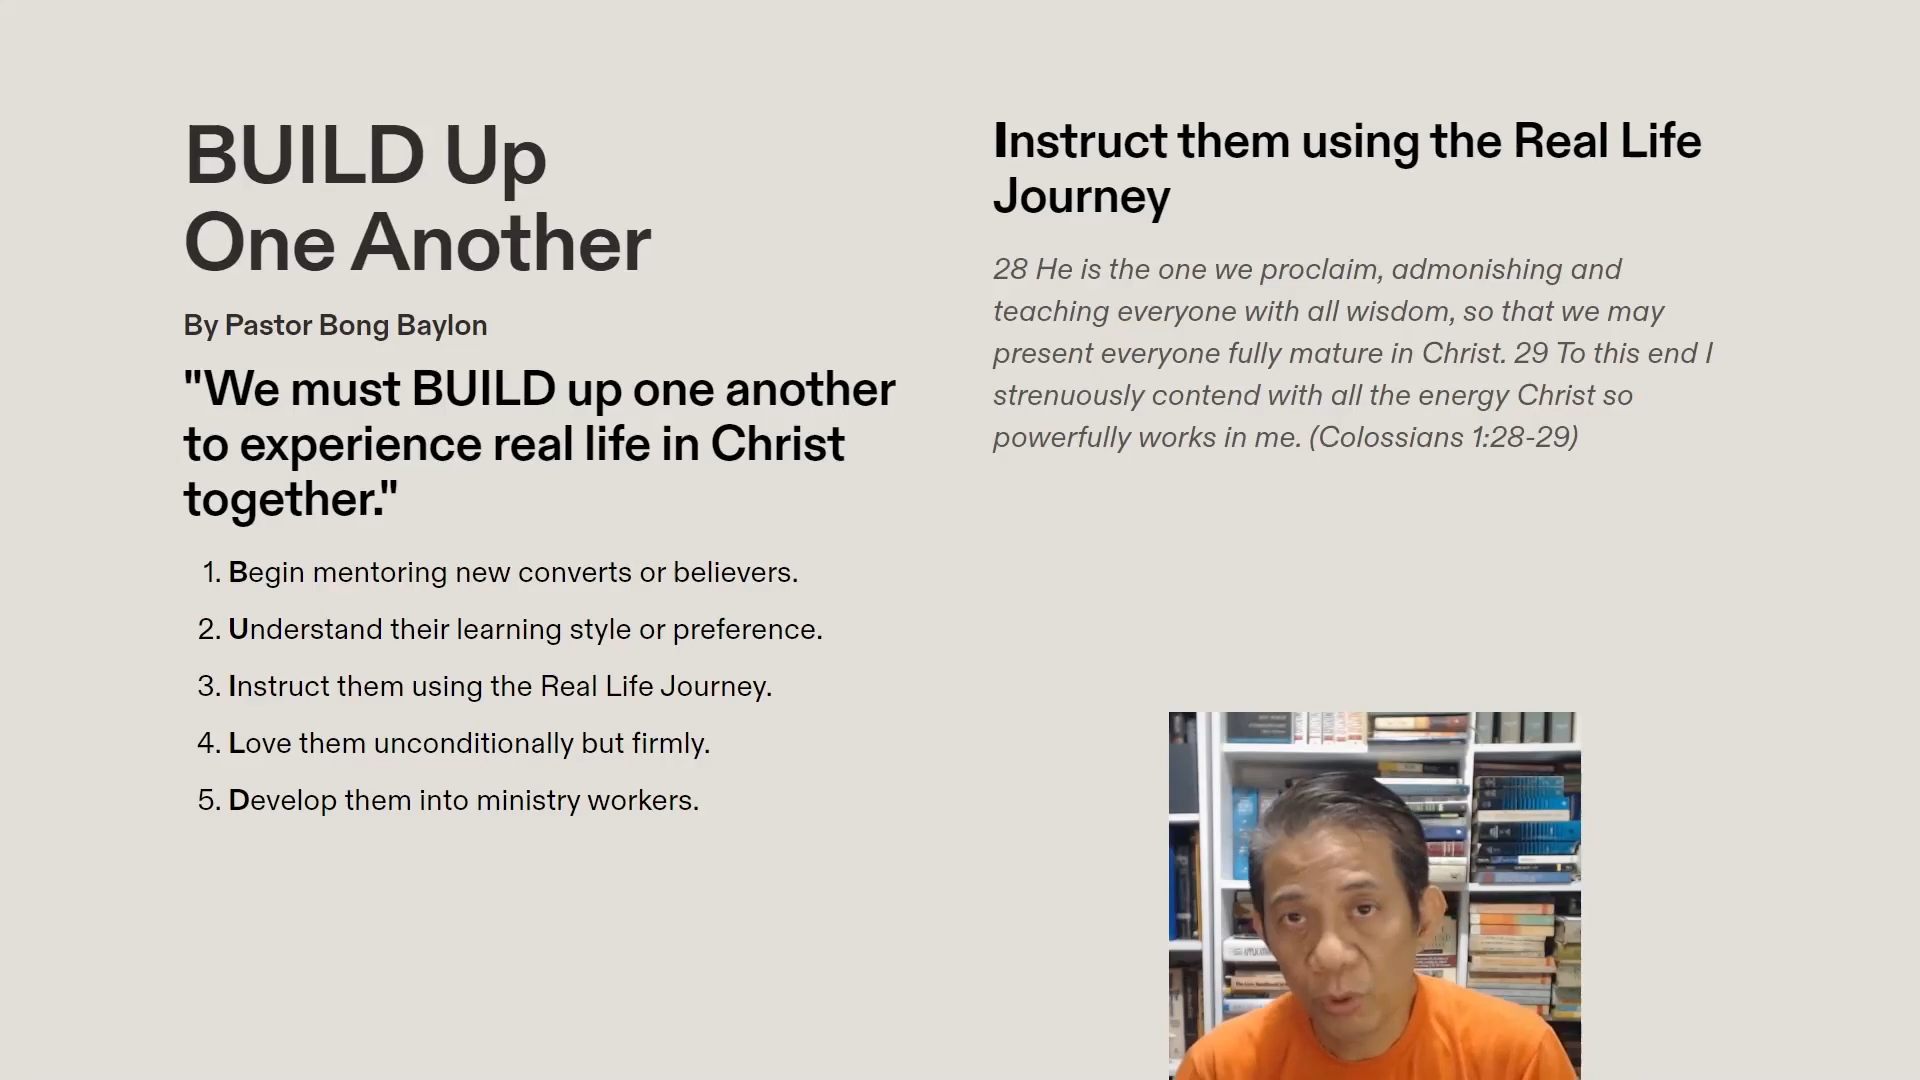 BUILD Up
One Another
By Pastor Bong Baylon
"We must BUILD up one another
to experience real life in Christ
together."
1. Begin mentoring new converts or believers.
2. Understand their learning style or preference.
3. Instruct them using the Real Life Journey.
4. Love them unconditionally but firmly.
5. Develop them into ministry workers.
Instruct them using the Real Life
Journey
28 He is the one we proclaim, admonishing and
teaching everyone with all wisdom, so that we may
present everyone fully mature in Christ. 29 To this end I
strenuously contend with all the energy Christ so
powerfully works in me. (Colossians 1:28-29)